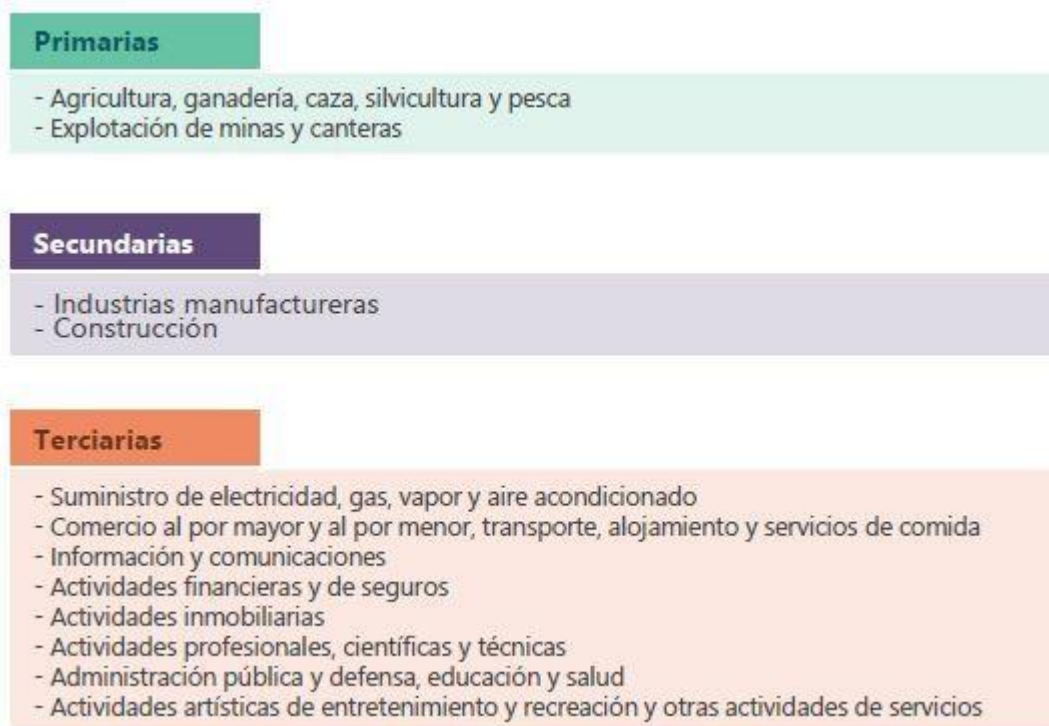 Primarias
- Agricultura, ganadería, caza, silvicultura y pesca
- Explotación de minas y canteras
Secundarias
- Industrias manufactureras
- Construcción
Terciarias
- Suministro de electricidad, gas, vapor y aire acondicionado
- Comercio al por mayor y al por menor, transporte, alojamiento y servicios de comida
- Información y comunicaciones
- Actividades financieras y de seguros
- Actividades inmobiliarias
- Actividades profesionales, científicas y técnicas
- Administración pública y defensa, educación y salud
- Actividades artísticas de entretenimiento y recreación y otras actividades de servicios